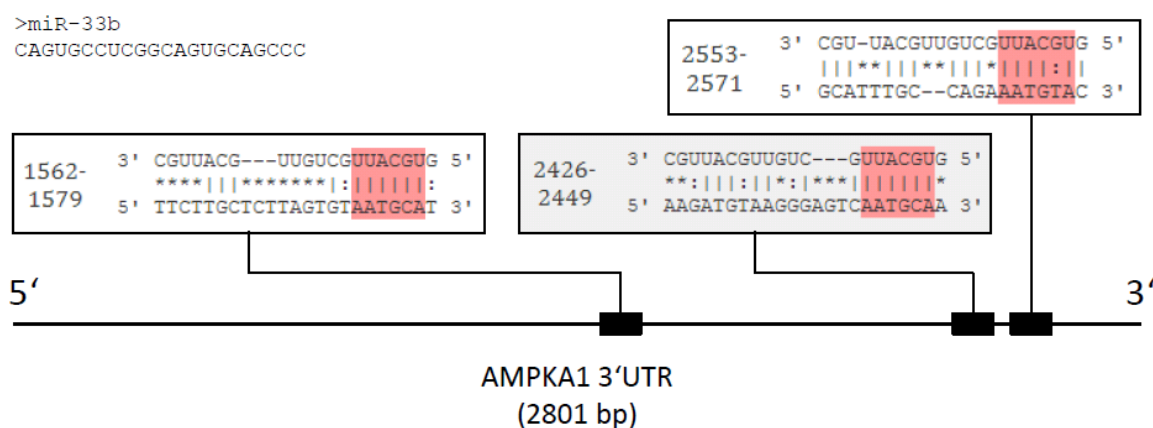 >miR-33b
CAGUGCCUCGGCAGUGCAGCCC
2553-
2571
3' CGU-UACGUUGUCGUUACGUG 5'
|||**|||**|||*||||:||
5' GCATTTGC--CAGAAATGTAC 3'
1562-
1579
3' CGUUACG---UUGUCGUUACGUG 5'
****|||*******|:||||||:
5' TTCTTGCTCTTAGTGTAATGCAT 3'
2426-
2449
3' CGUUACGUUGUC---GUUACGUG 5'
**:|||:||*:|***|||||||*
5' AAGATGTAAGGGAGTCAATGCAA 3'
5‘ 3‘
AMPKA1 3‘UTR
(2801 bp)